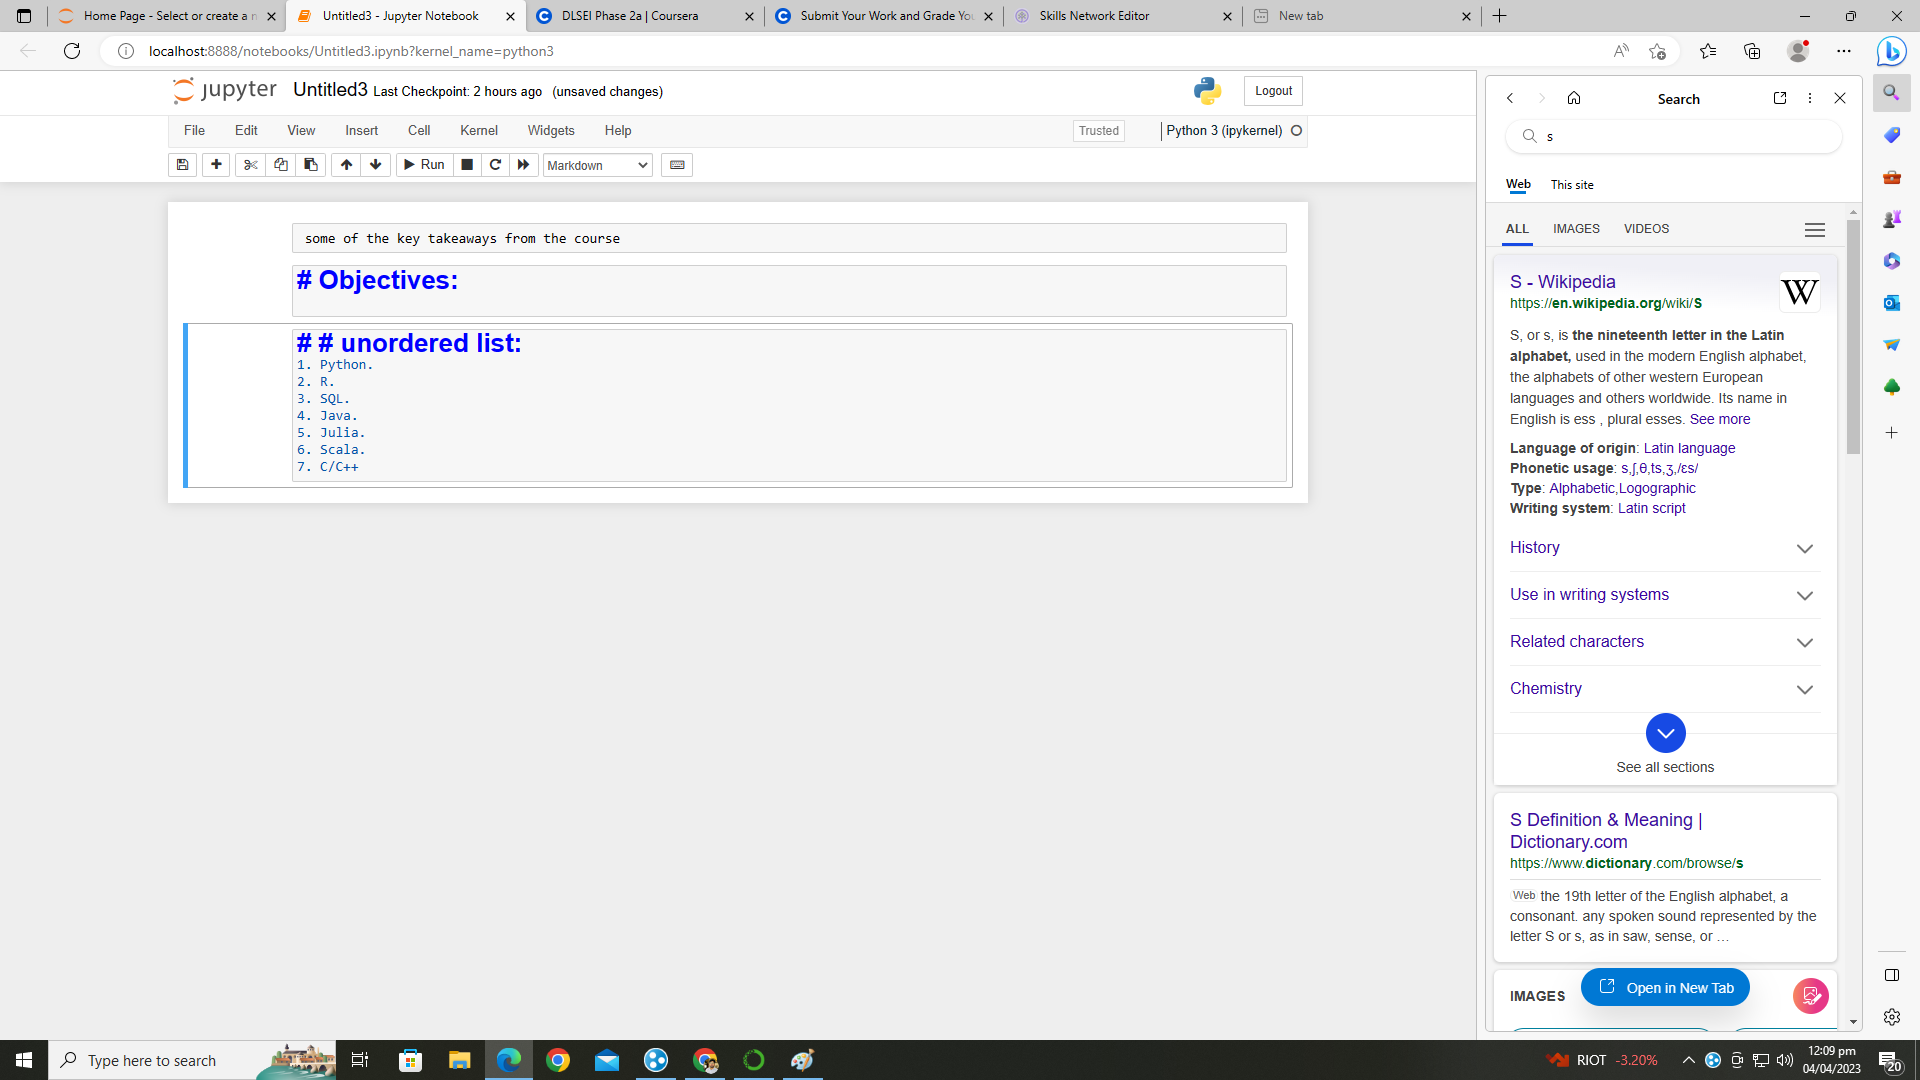 Home Page - Select or create a n
Untitled3 - Jupyter Notebook
DLSEI Phase 2a | Coursera
Submit Your Work and Grade You
Skills Network Editor
New tab
localhost:8888/notebooks/Untitled3.ipynb?kernel_name=python3
jupyter Untitled3 Last Checkpoint: 2 hours ago (unsaved changes)
Logout
File Edit View Insert Cell Kernel Widgets Help
Trusted
Python 3 (ipykernel)
Run
Markdown
some of the key takeaways from the course
# Objectives:
# # unordered list:
1. Python.
2. R.
3. SQL.
4. Java.
5. Julia.
6. Scala.
7. C/C++
Search
s
Web This site
ALL IMAGES VIDEOS
S - Wikipedia
https://en.wikipedia.org/wiki/S
W
S, or s, is the nineteenth letter in the Latin
alphabet, used in the modern English alphabet,
the alphabets of other western European
languages and others worldwide. Its name in
English is ess , plural esses. See more
Language of origin: Latin language
Phonetic usage: s,ʃ,θ,ts,ʒ,/ɛs/
Type: Alphabetic,Logographic
Writing system: Latin script
History
Use in writing systems
Related characters
Chemistry
See all sections
S Definition & Meaning |
Dictionary.com
https://www.dictionary.com/browse/s
Web the 19th letter of the English alphabet, a
consonant. any spoken sound represented by the
letter S or s, as in saw, sense, or …
IMAGES
Open in New Tab
Type here to search
RIOT -3.20%
12:09 pm
04/04/2023
20